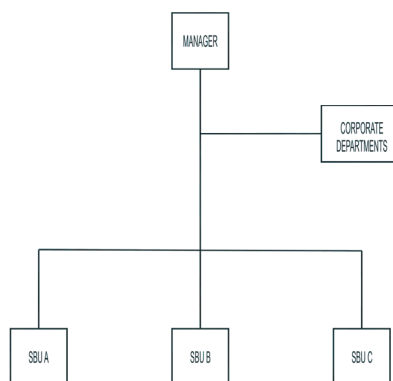 MANAGER
CORPORATE
DEPARTMENTS
SBU A
SBU B
SBU C